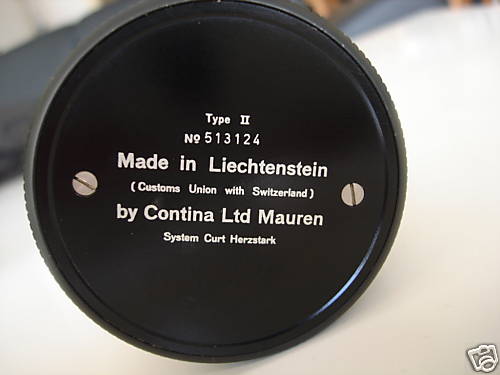 Type II
No 513124
Made in Liechtenstein
(Customs Union with Switzerland)
by Contina Ltd Mauren
System Curt Herzstark